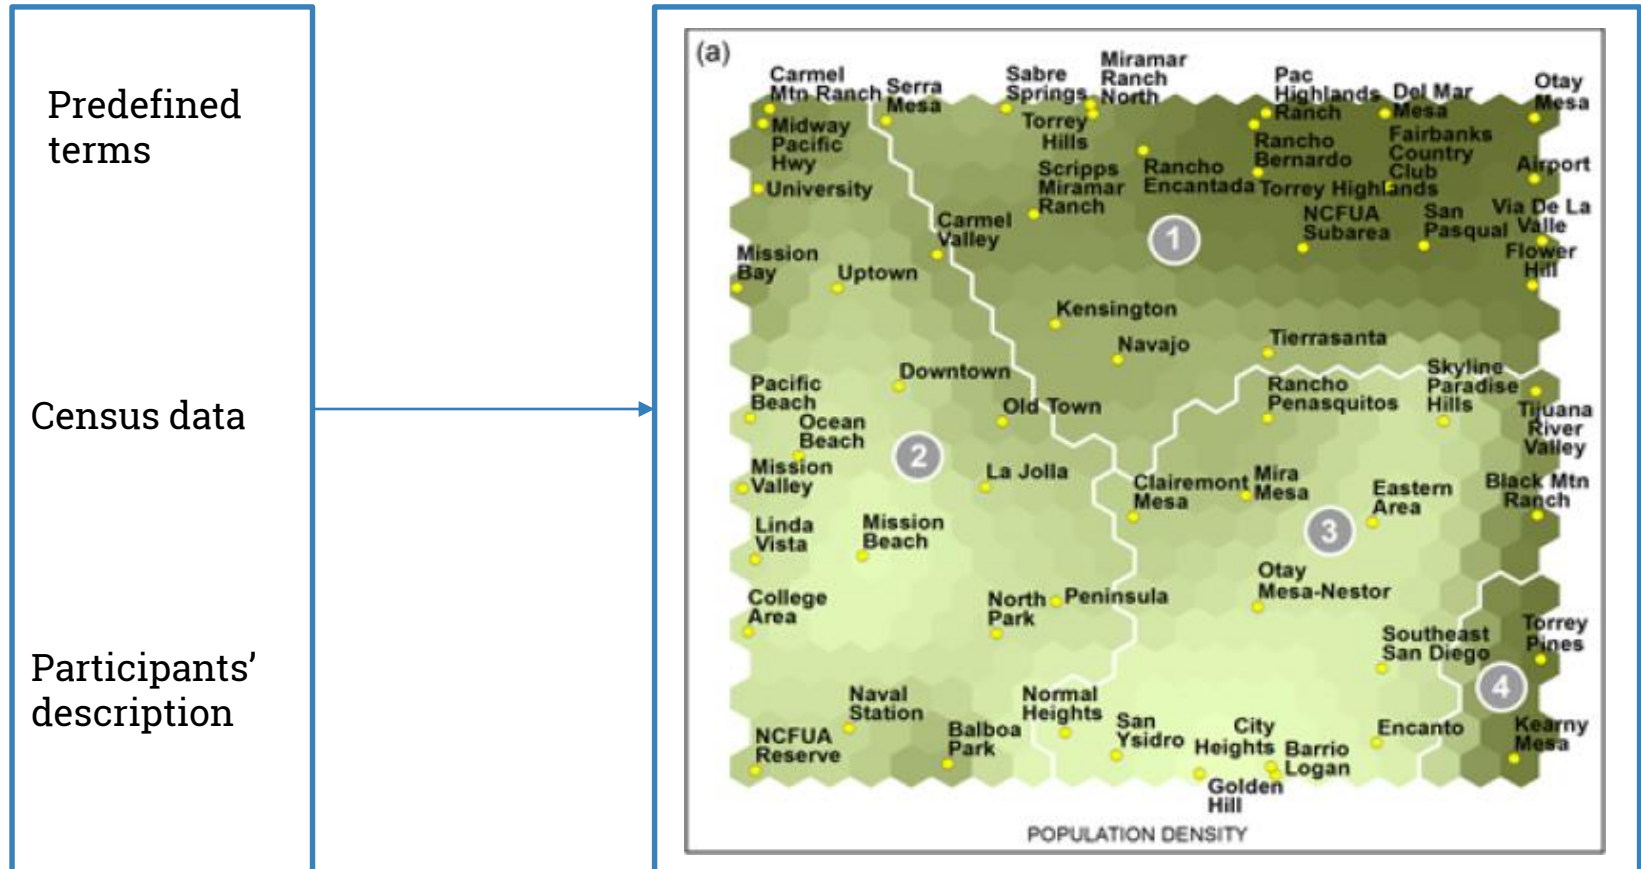 Predefined
terms
Census data
Participants’
description
(a)
Carmel
Mtn Ranch
Serra
Mesa
Sabre
Springs
Miramar
Ranch
North
Pac
Highlands
Ranch
Del Mar
Mesa
Otay
Mesa
Midway
Pacific
Hwy
Torrey
Hills
Rancho
Bernardo
Fairbanks
Country
Club
Airport
University
Scripps
Miramar
Ranch
Rancho
Encantada
Torrey Highlands
Carmel
Valley
1
NCFUA
Subarea
San
Pasqual
Via De La
Valle
Mission
Bay
Uptown
Flower
Hill
Kensington
Navajo
Tierrasanta
Pacific
Beach
Downtown
Rancho
Penasquitos
Skyline
Paradise
Hills
Old Town
Tijuana
River
Valley
Ocean
Beach
2
Mission
Valley
La Jolla
Clairemont
Mesa
Mira
Mesa
Eastern
Area
Black Mtn
Ranch
Linda
Vista
Mission
Beach
3
College
Area
North
Park
Peninsula
Otay
Mesa-Nestor
Southeast
San Diego
Torrey
Pines
4
NCFUA
Reserve
Naval
Station
Balboa
Park
Normal
Heights
San
Ysidro
City
Heights
Barrio
Logan
Golden
Hill
Encanto
Kearny
Mesa
POPULATION DENSITY